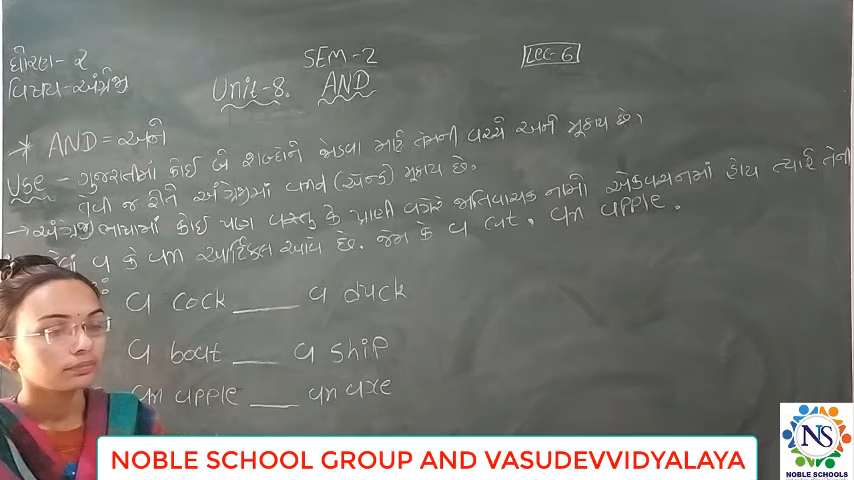 ધોરણ-૨
SEM-2
Lec-6
વિષય-અંગ્રેજી
Unit-8. AND
* AND = અને
Use - ગુજરાતીમાં કોઈ બે શબ્દોને જોડવા માટે તેમની વચ્ચે અને મૂકાય છે.
તેવી જ રીતે અંગ્રેજીમાં and (એન્ડ) મૂકાય છે.
→ અંગ્રેજી ભાષામાં કોઈ પણ વસ્તુ કે પ્રાણી વગેરે જાતિવાચક નામો એકવચનમાં હોય ત્યારે તેની
a કે an આર્ટિકલ આવે છે. જેમ કે a cat, an apple.
a cock ____ a duck
a boat ___ a ship
an apple ____ an axe
NOBLE SCHOOL GROUP AND VASUDEVVIDYALAYA
NS
NOBLE SCHOOLS